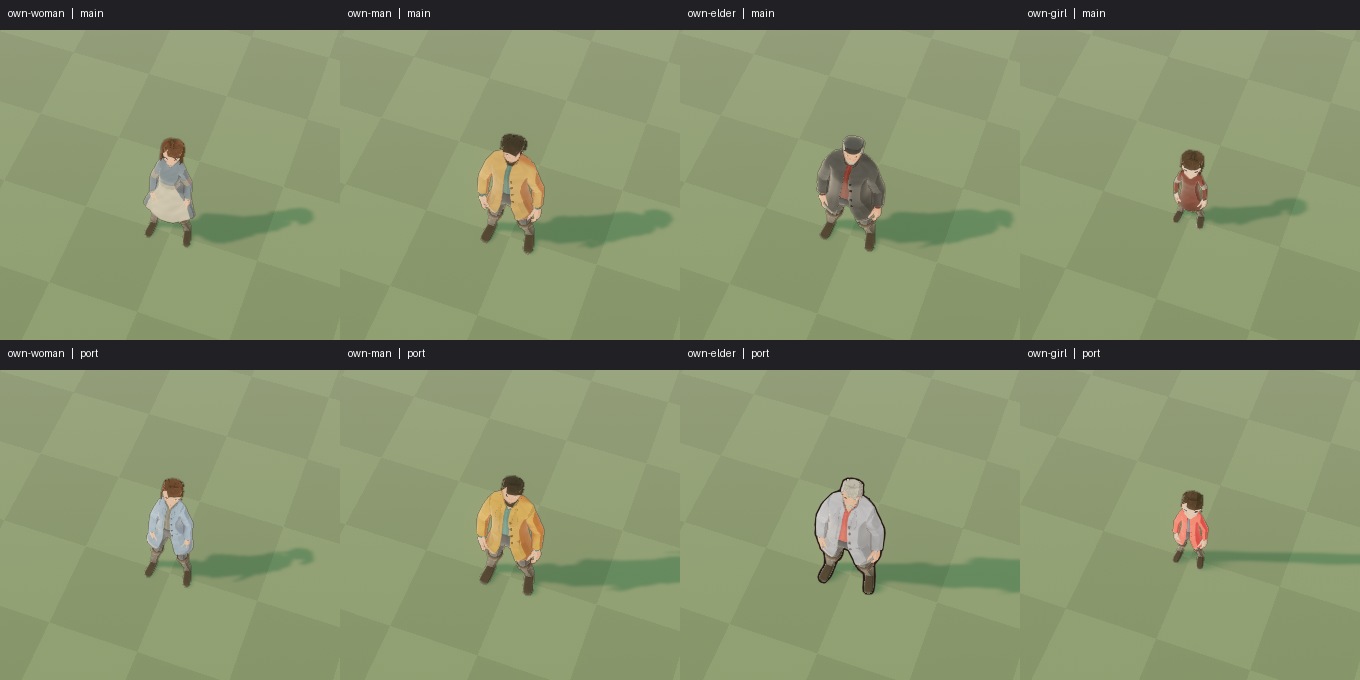 own-woman | main
own-man | main
own-elder | main
own-girl | main
own-woman | port
own-man | port
own-elder | port
own-girl | port